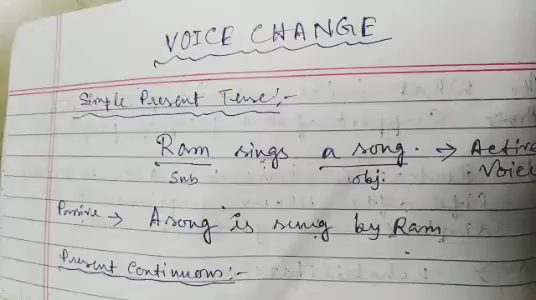 VOICE CHANGE
Simple Present Tense:-
Ram sings a song. → Active
Sub obj. Voice
Passive → A song is sung by Ram
Present Continuous:-